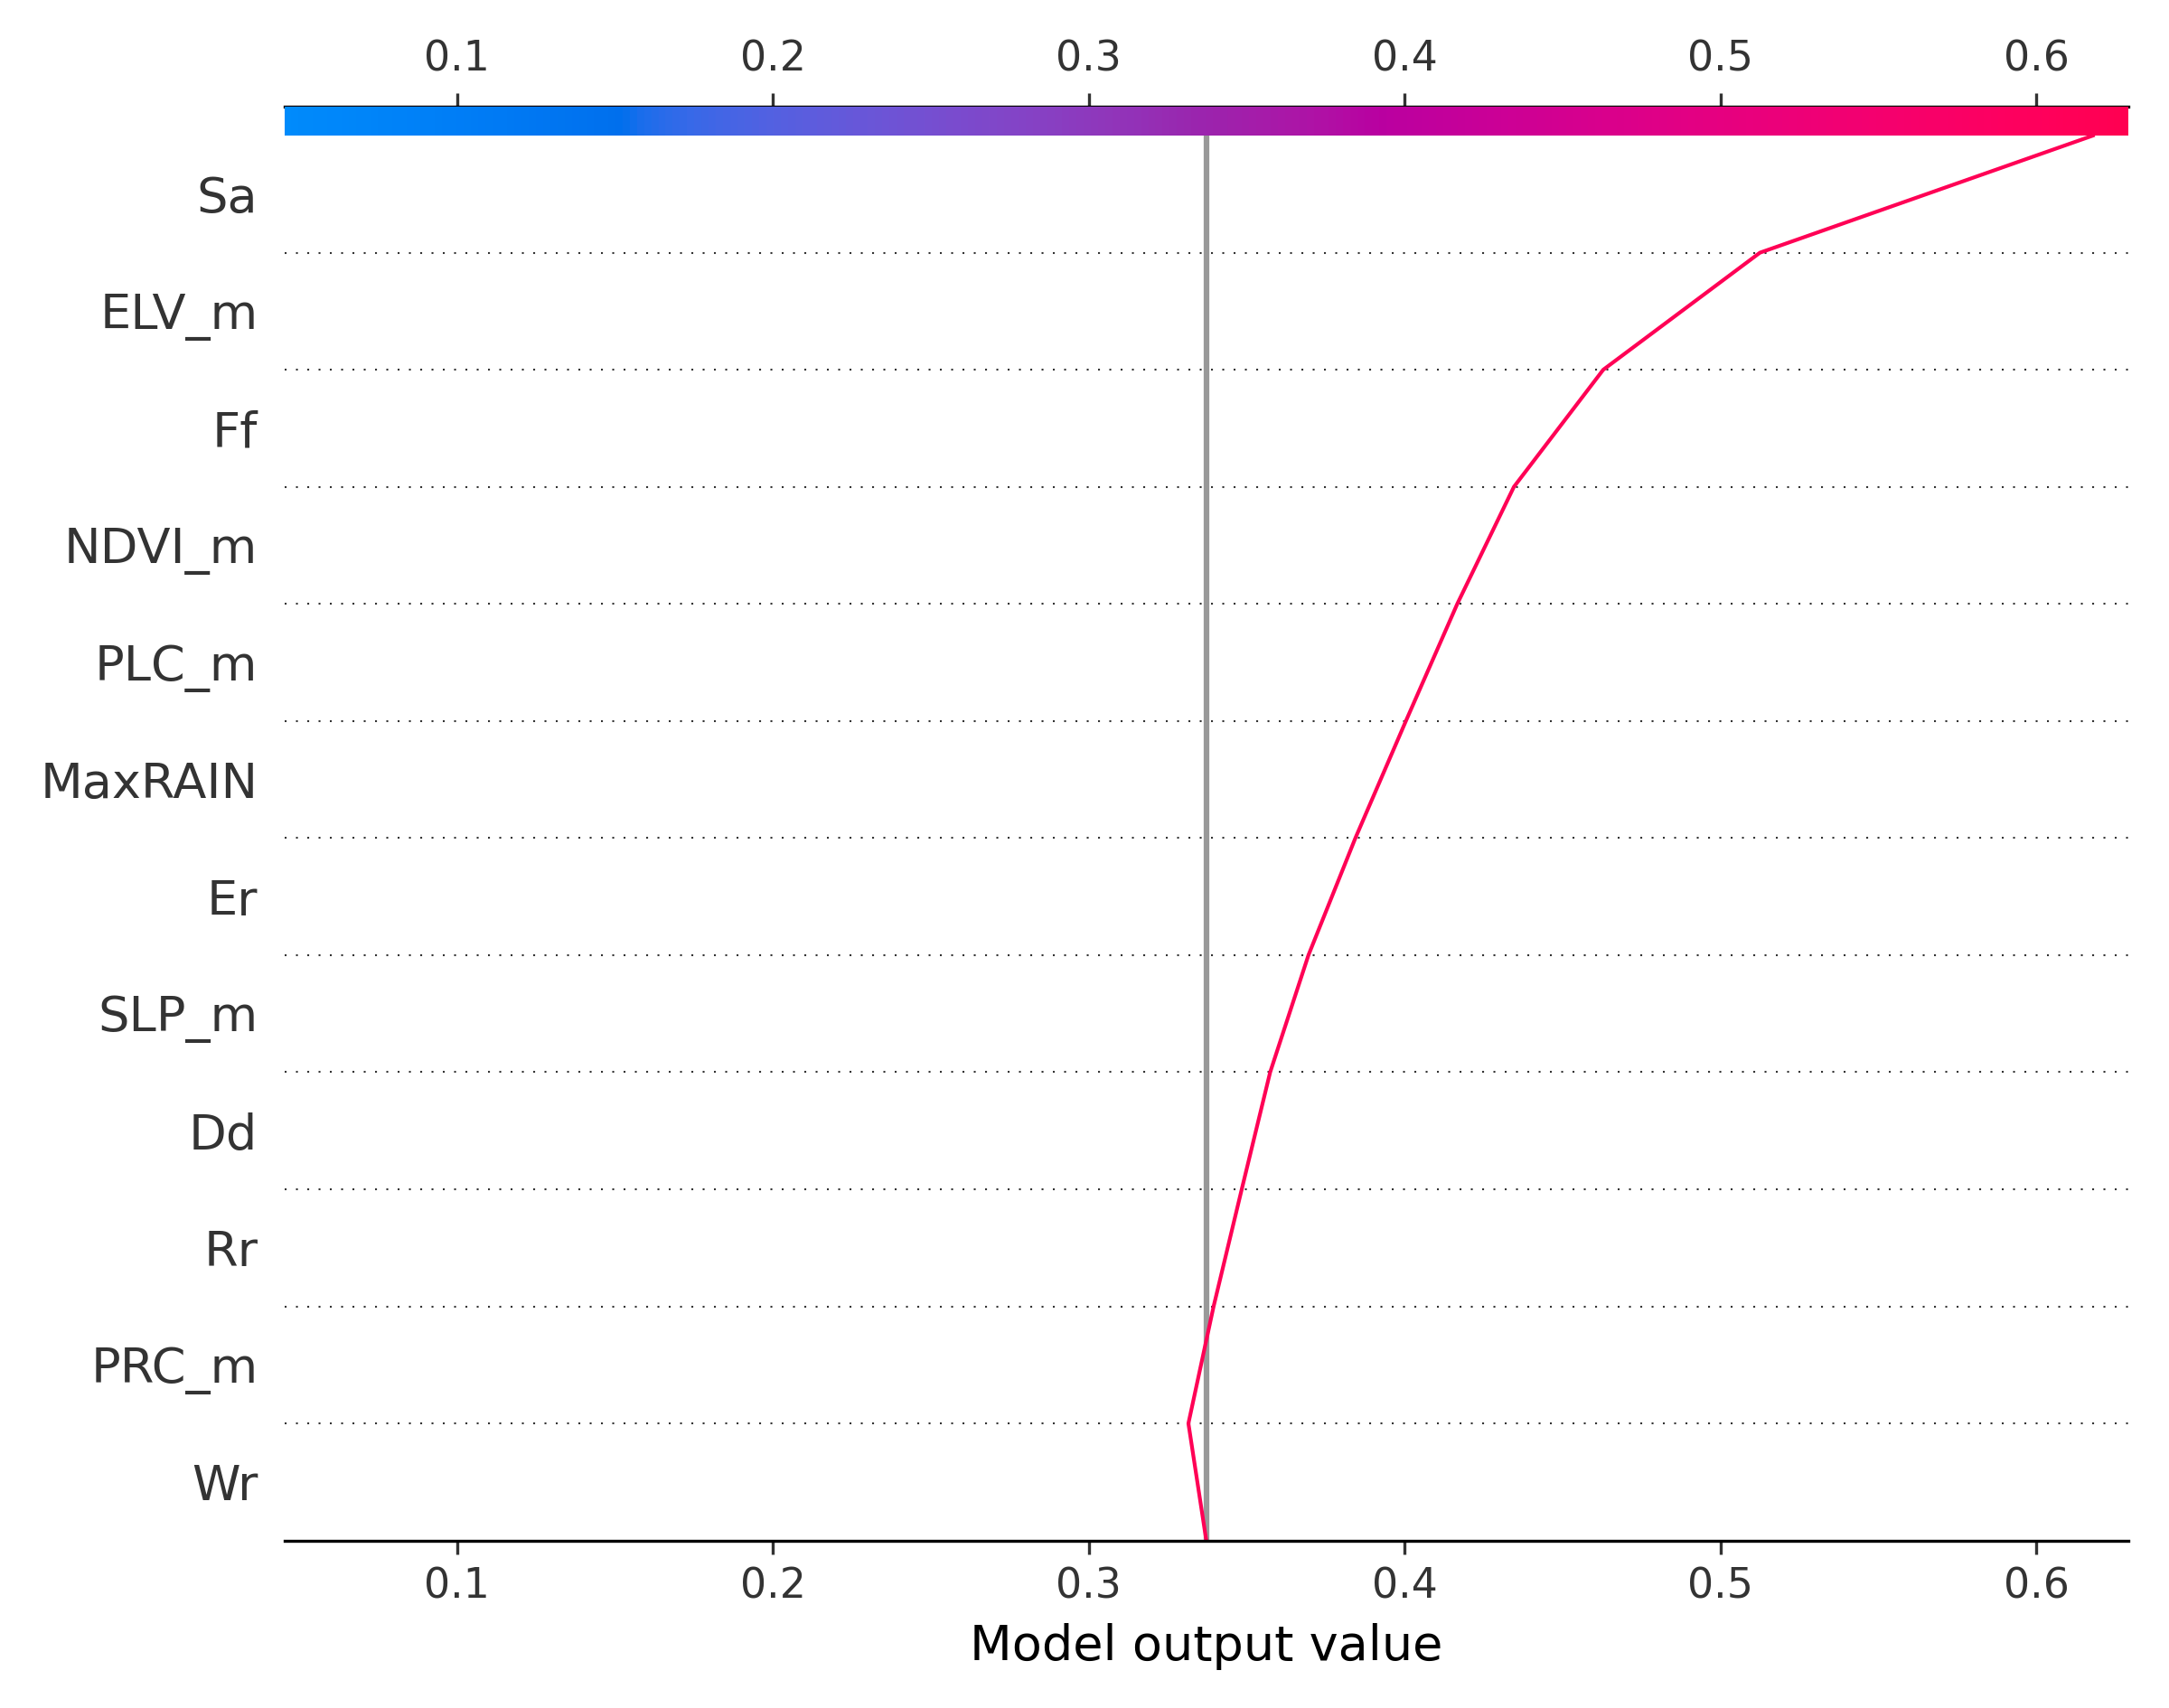 0.1 0.2 0.3 0.4 0.5 0.6
Sa
ELV_m
Ff
NDVI_m
PLC_m
MaxRAIN
Er
SLP_m
Dd
Rr
PRC_m
Wr
0.1 0.2 0.3 0.4 0.5 0.6
Model output value